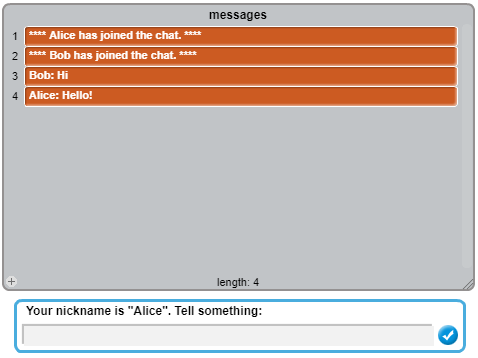 messages
1 **** Alice has joined the chat. ****
2 **** Bob has joined the chat. ****
3 Bob: Hi
4 Alice: Hello!
+ length: 4
Your nickname is "Alice". Tell something: